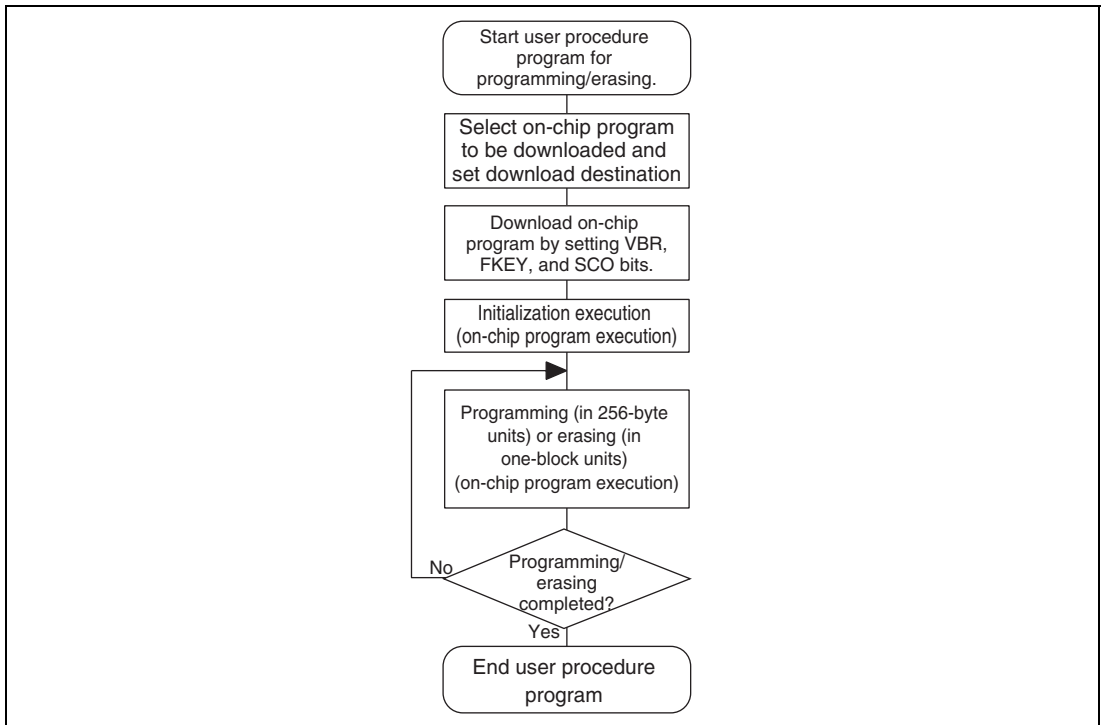 Start user procedure
program for
programming/erasing.
Select on-chip program
to be downloaded and
set download destination
Download on-chip
program by setting VBR,
FKEY, and SCO bits.
Initialization execution
(on-chip program execution)
Programming (in 256-byte
units) or erasing (in
one-block units)
(on-chip program execution)
No
Programming/
erasing
completed?
Yes
End user procedure
program